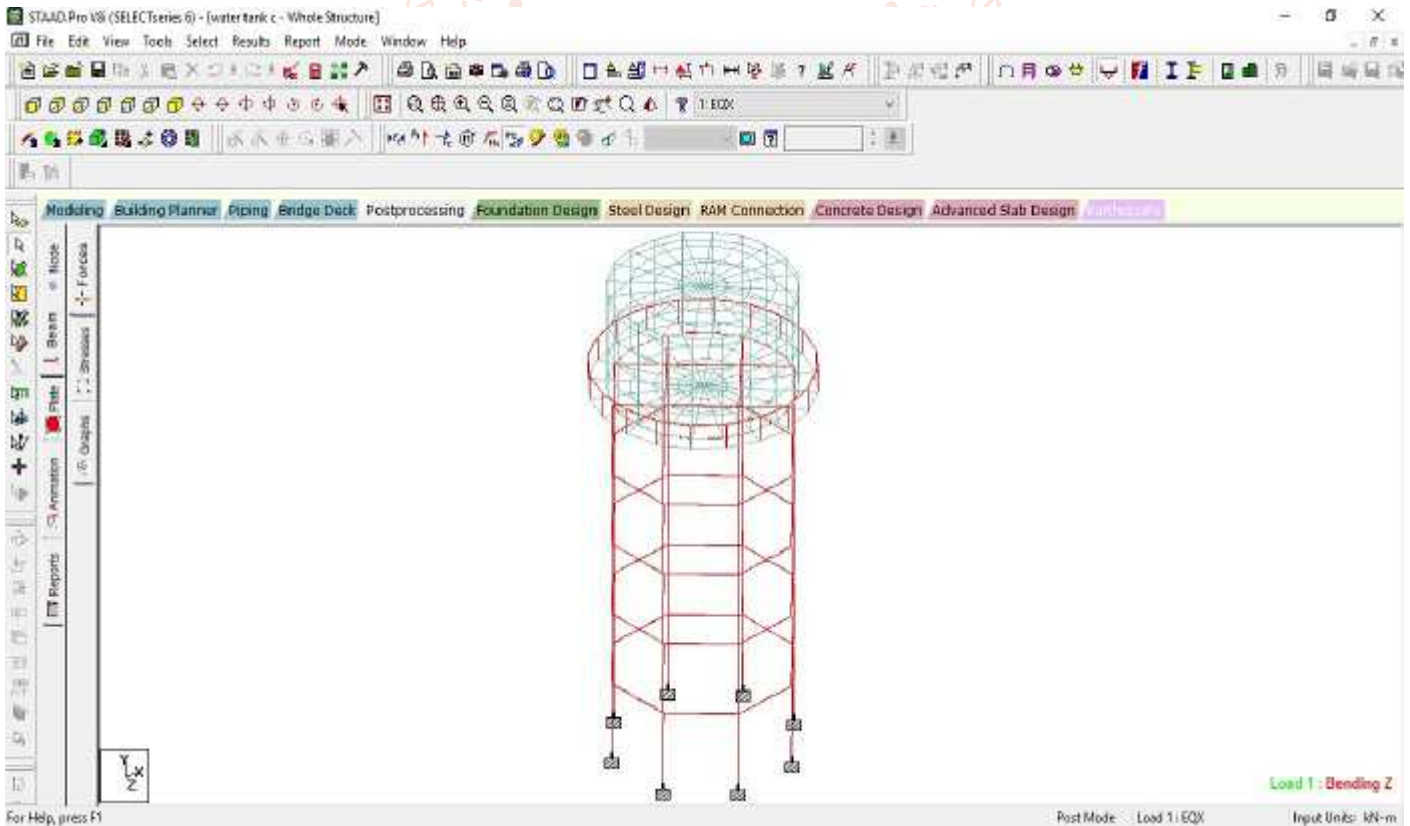 STAAD.Pro V8i (SELECTseries 6) - [water tank c - Whole Structure]
File Edit View Tools Select Results Report Mode Window Help
1: EQX
Modeling Building Planner Piping Bridge Deck Postprocessing Foundation Design Steel Design RAM Connection Concrete Design Advanced Slab Design Earthquake
Node
Beam
Plate
Animation
Reports
Forces
Stresses
Graphs
Y
X
Z
Load 1 : Bending Z
For Help, press F1
Post Mode Load 1 : EQX Input Units: kN-m